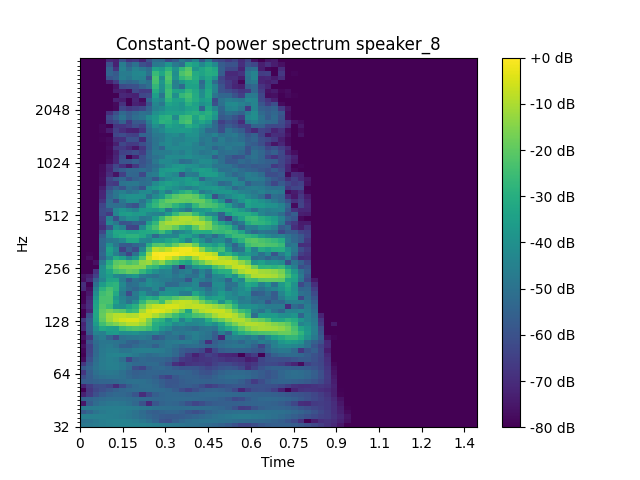 Constant-Q power spectrum speaker_8
Hz
2048
1024
512
256
128
64
32
0 0.15 0.3 0.45 0.6 0.75 0.9 1.1 1.2 1.4
Time
+0 dB
-10 dB
-20 dB
-30 dB
-40 dB
-50 dB
-60 dB
-70 dB
-80 dB